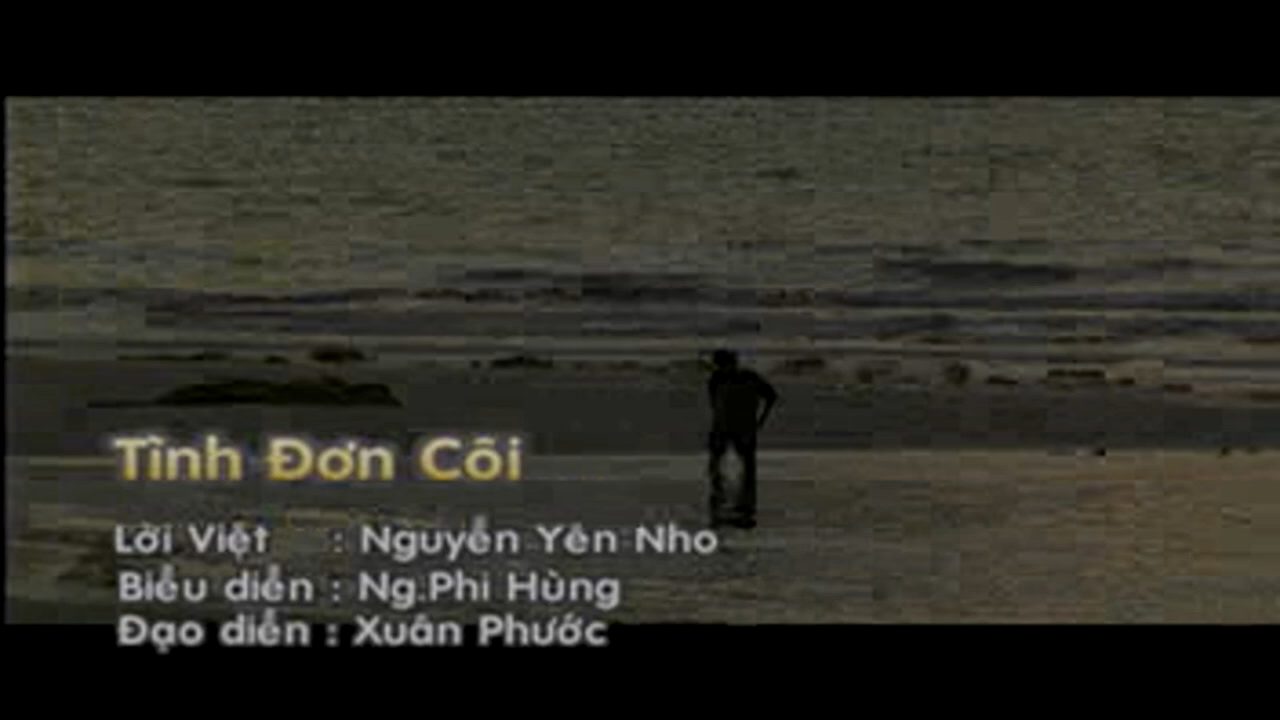 Tình Đơn Côi
Lời Việt : Nguyễn Yên Nho
Biểu diễn : Ng.Phi Hùng
Đạo diễn : Xuân Phước